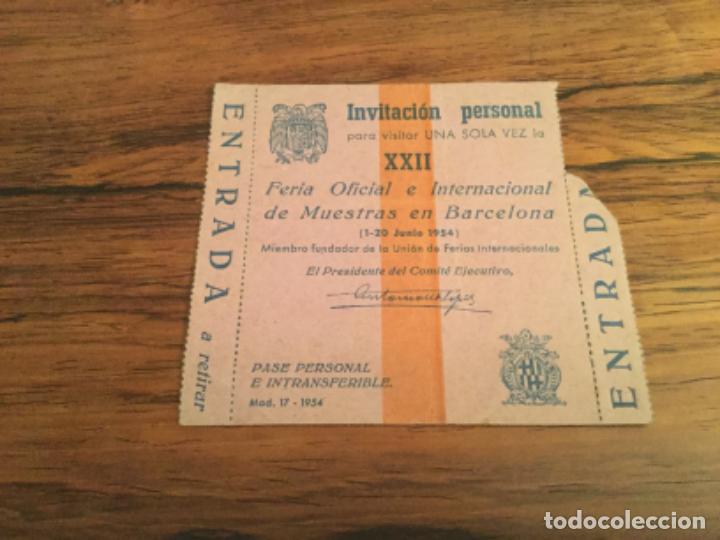 ENTRADA a retirar
Invitación personal
para visitar UNA SOLA VEZ la
XXII
Feria Oficial e Internacional
de Muestras en Barcelona
(1-20 Junio 1954)
Miembro fundador de la Unión de Ferias Internacionales
El Presidente del Comité Ejecutivo,
PASE PERSONAL
E INTRANSFERIBLE.
Mod. 17 - 1954
ENTRADA
todocoleccion
todocoleccion.net